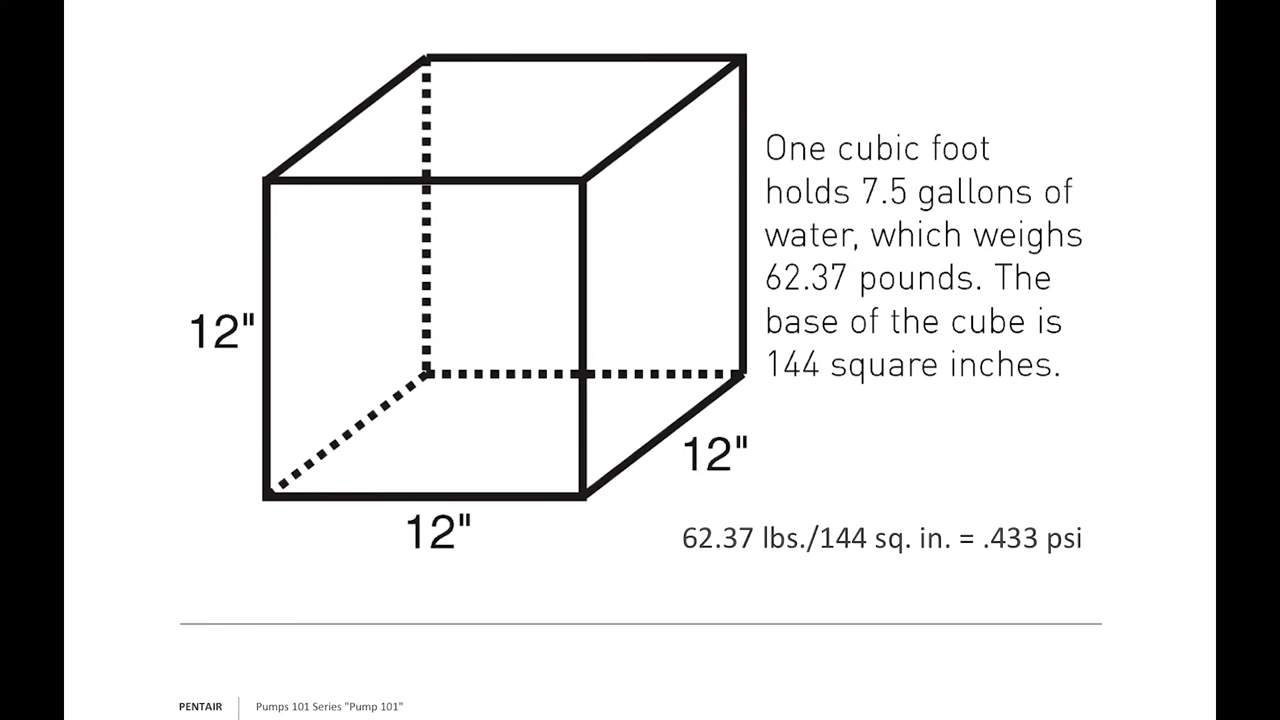 One cubic foot
holds 7.5 gallons of
water, which weighs
62.37 pounds. The
base of the cube is
144 square inches.
12"
12"
12"
62.37 lbs./144 sq. in. = .433 psi
PENTAIR
Pumps 101 Series "Pump 101"